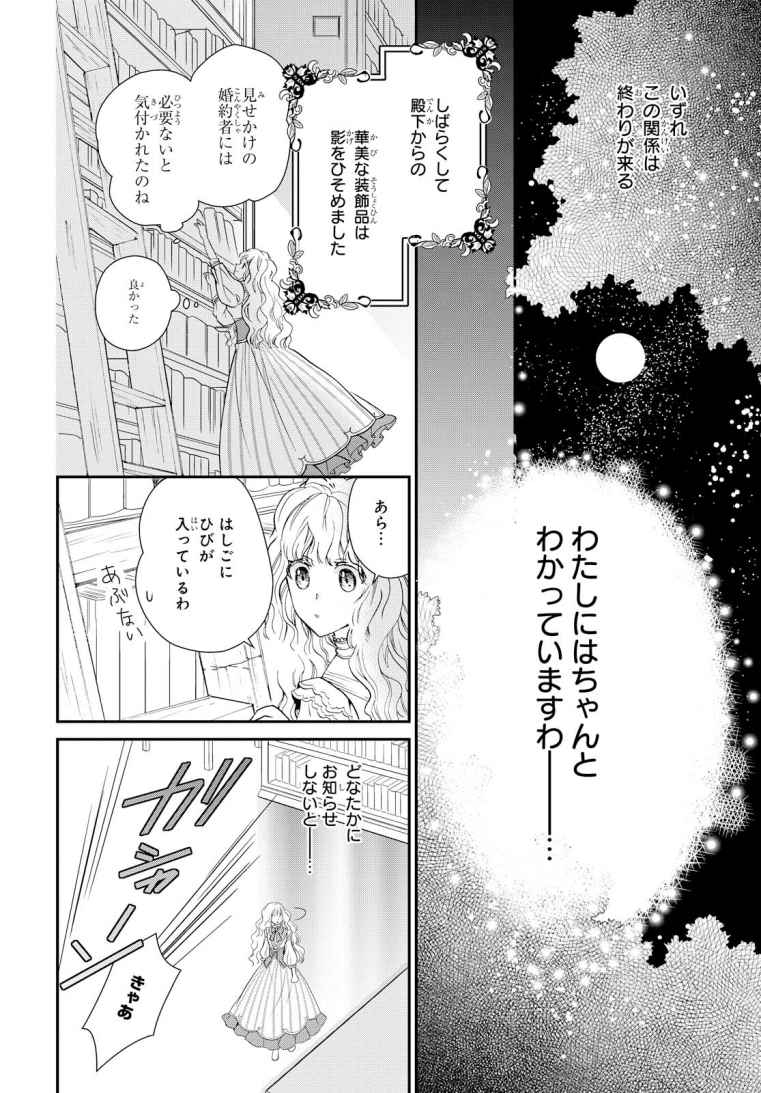 いずれ
この関係は
終わりが来る
わたしにはちゃんと
わかっていますわ――…
しばらくして
殿下からの
華美な装飾品は
影をひそめました
見せかけの
婚約者には
必要ないと
気付かれたのね
良かった
あら…
はしごに
ひびが
入っているわ
あぶない
どなたかに
お知らせ
しないと――…
ガシャーン
きゃあ